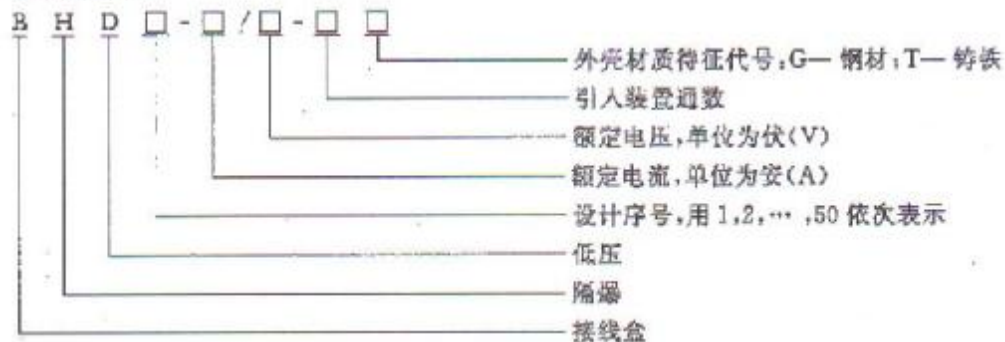 B H D □ - □ / □ - □ □
外壳材质特征代号:G— 钢材;T— 铸铁
引入装置通数
额定电压,单位为伏(V)
额定电流,单位为安(A)
设计序号,用 1,2,… ,50 依次表示
低压
隔爆
接线盒